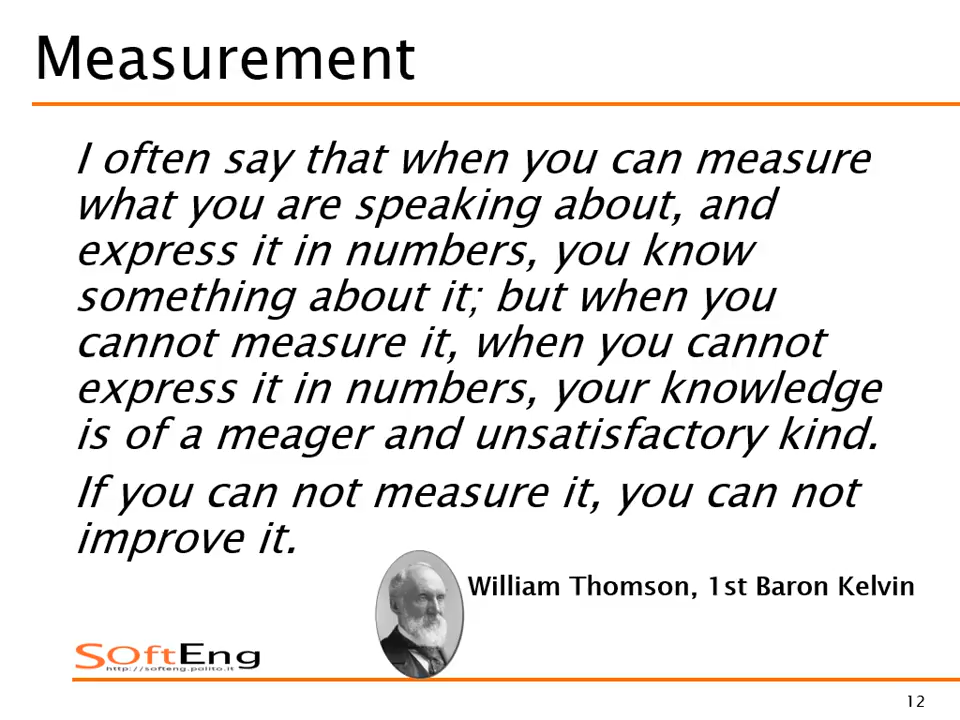 Measurement
I often say that when you can measure
what you are speaking about, and
express it in numbers, you know
something about it; but when you
cannot measure it, when you cannot
express it in numbers, your knowledge
is of a meager and unsatisfactory kind.
If you can not measure it, you can not
improve it.
William Thomson, 1st Baron Kelvin
SOftEng
http://softeng.polito.it
12